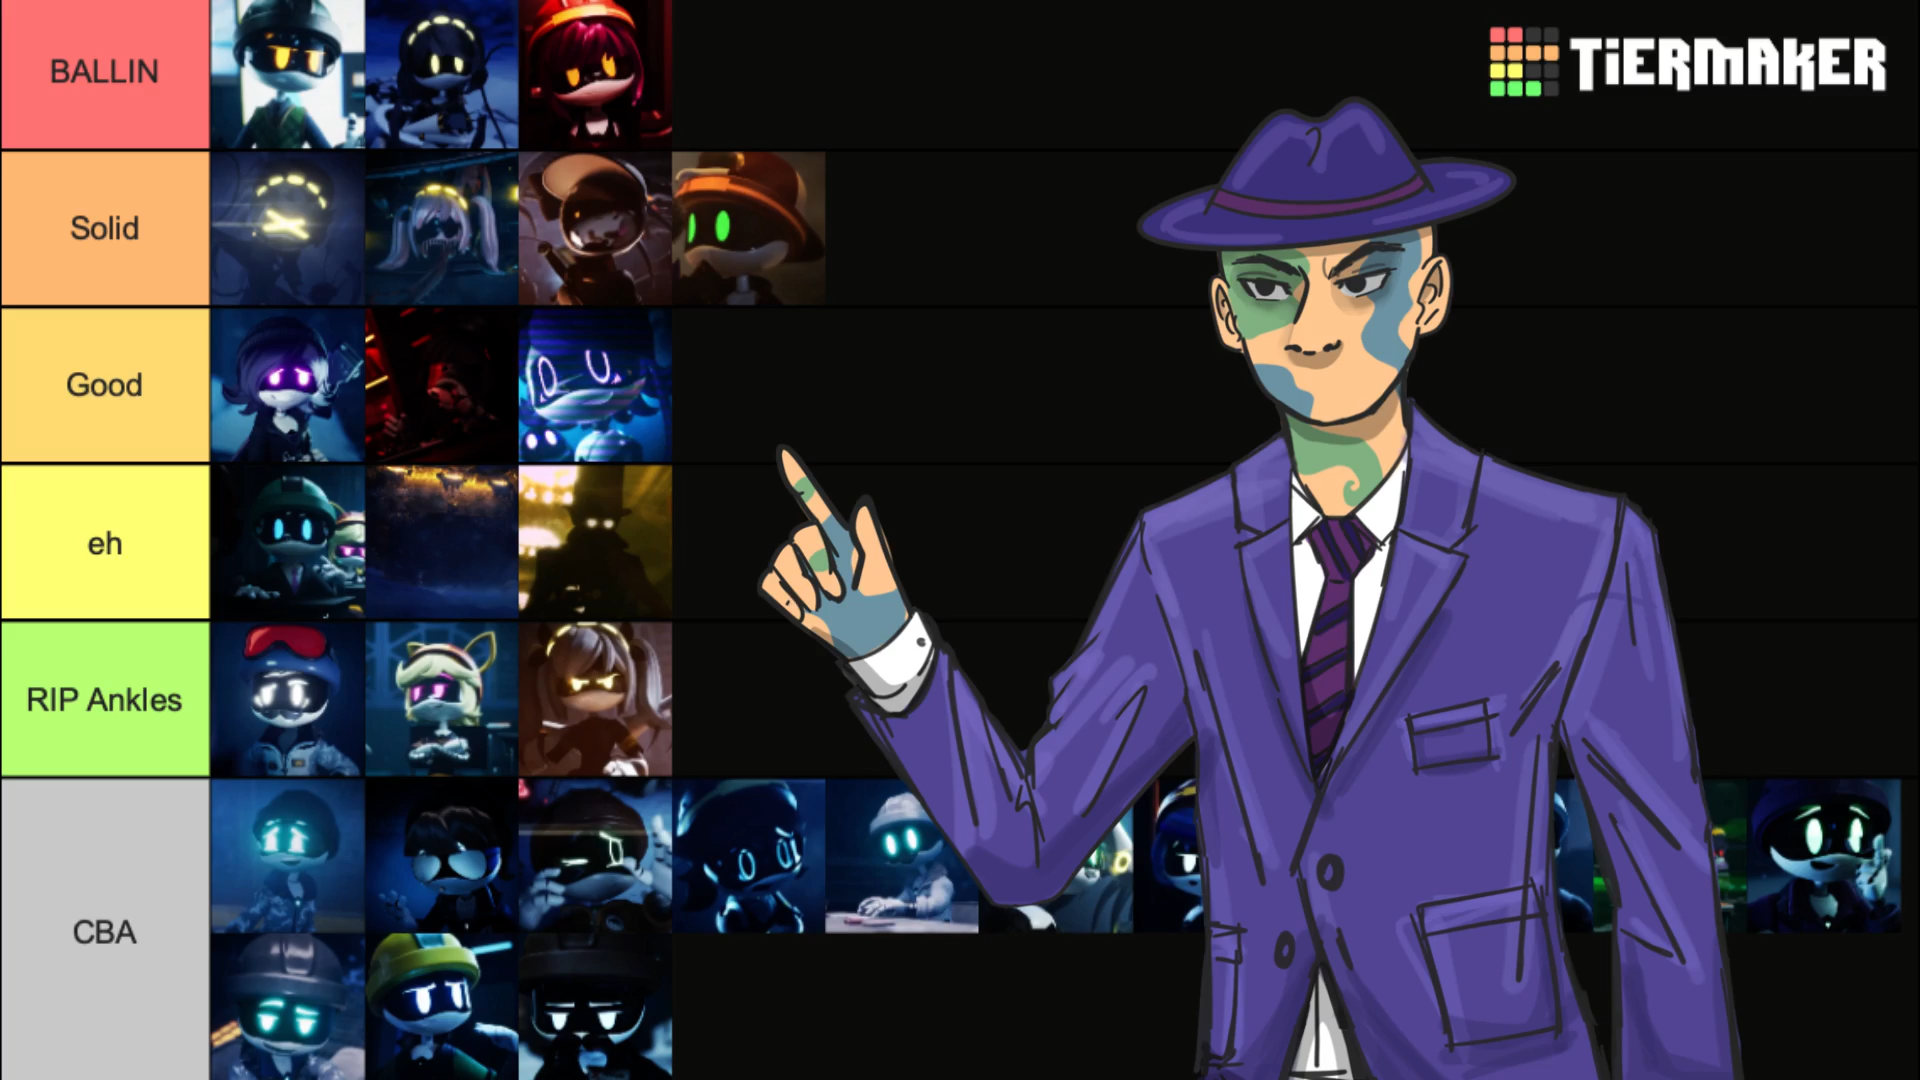 BALLIN
TiERMAKER
Solid
Good
eh
RIP Ankles
CBA